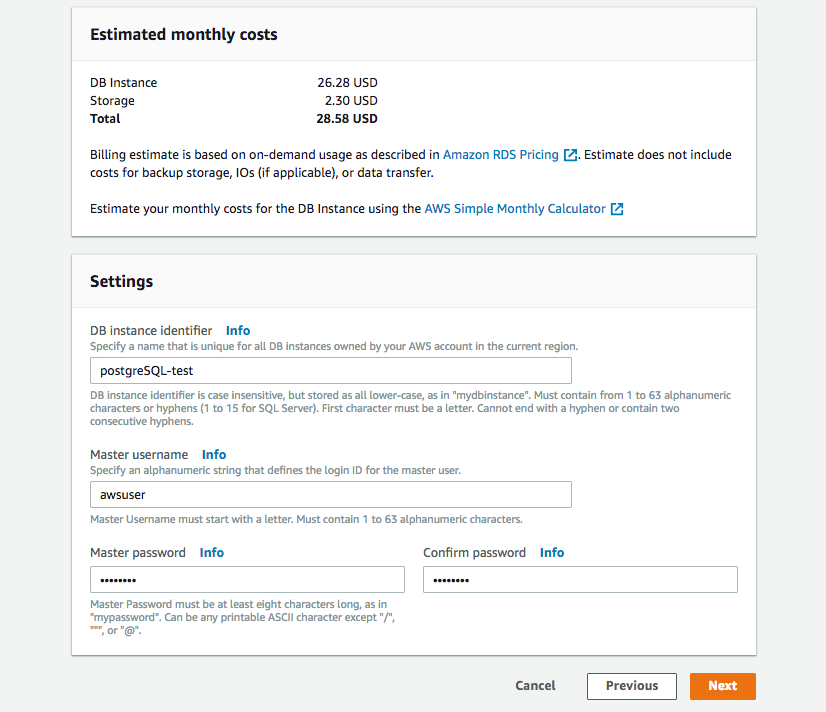 Estimated monthly costs
DB Instance 26.28 USD
Storage 2.30 USD
Total 28.58 USD
Billing estimate is based on on-demand usage as described in Amazon RDS Pricing . Estimate does not include
costs for backup storage, IOs (if applicable), or data transfer.
Estimate your monthly costs for the DB Instance using the AWS Simple Monthly Calculator
Settings
DB instance identifier Info
Specify a name that is unique for all DB instances owned by your AWS account in the current region.
postgreSQL-test
DB instance identifier is case insensitive, but stored as all lower-case, as in "mydbinstance". Must contain from 1 to 63 alphanumeric
characters or hyphens (1 to 15 for SQL Server). First character must be a letter. Cannot end with a hyphen or contain two
consecutive hyphens.
Master username Info
Specify an alphanumeric string that defines the login ID for the master user.
awsuser
Master Username must start with a letter. Must contain 1 to 63 alphanumeric characters.
Master password Info Confirm password Info
•••••••• ••••••••
Master Password must be at least eight characters long, as in
"mypassword". Can be any printable ASCII character except "/",
""", or "@".
Cancel Previous Next